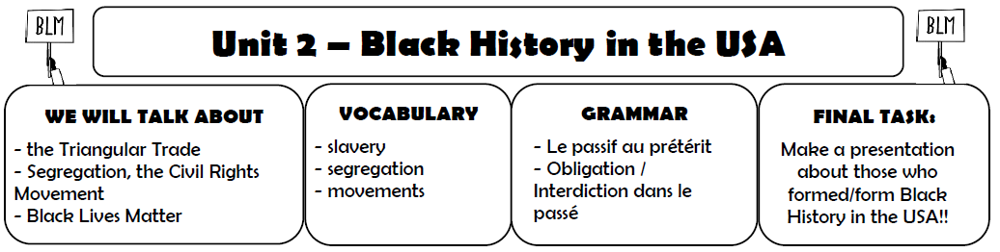 BLM
Unit 2 – Black History in the USA
BLM
WE WILL TALK ABOUT
- the Triangular Trade
- Segregation, the Civil Rights
Movement
- Black Lives Matter
VOCABULARY
- slavery
- segregation
- movements
GRAMMAR
- Le passif au prétérit
- Obligation /
Interdiction dans le
passé
FINAL TASK:
Make a presentation
about those who
formed/form Black
History in the USA!!